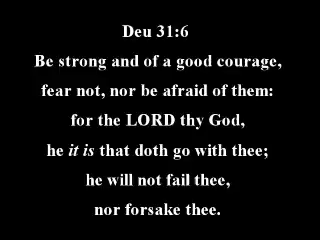 Deu 31:6
Be strong and of a good courage,
fear not, nor be afraid of them:
for the LORD thy God,
he it is that doth go with thee;
he will not fail thee,
nor forsake thee.